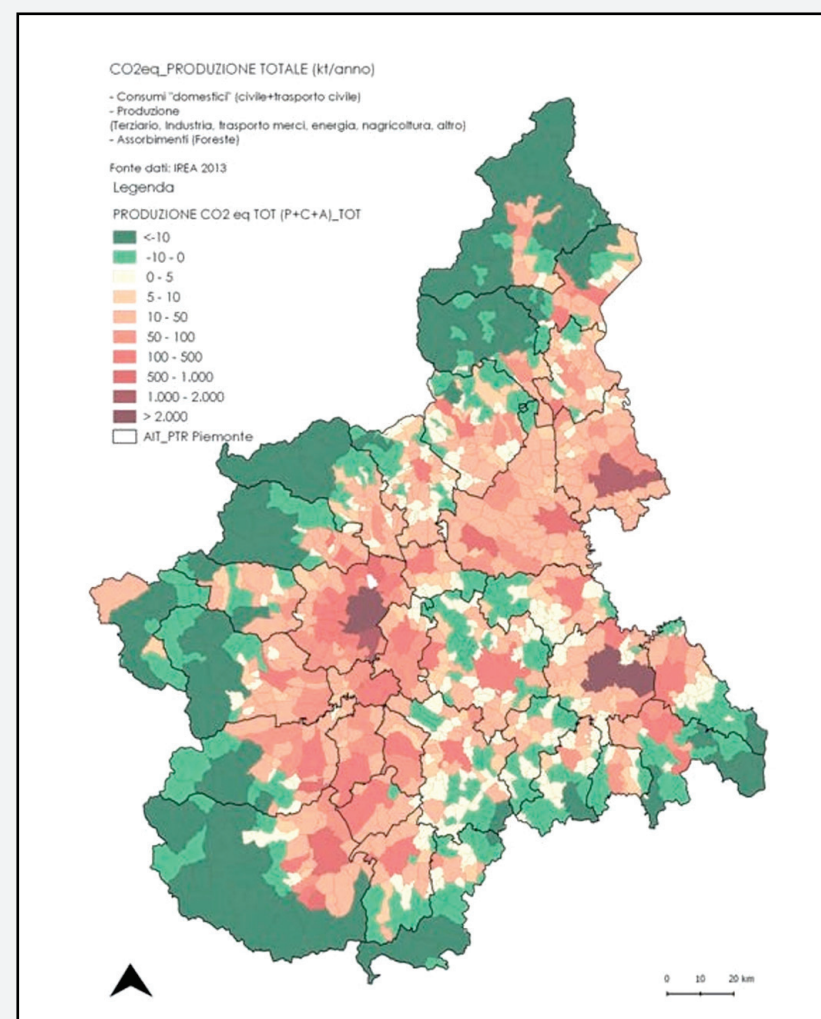 CO2eq_PRODUZIONE TOTALE (kt/anno)
- Consumi "domestici" (civile+trasporto civile)
- Produzione
(Terziario, Industria, trasporto merci, energia, nagricoltura, altro)
- Assorbimenti (Foreste)
Fonte dati: IREA 2013
Legenda
PRODUZIONE CO2 eq TOT (P+C+A)_TOT
<-10
-10 - 0
0 - 5
5 - 10
10 - 50
50 - 100
100 - 500
500 - 1.000
1.000 - 2.000
> 2.000
AIT_PTR Piemonte
0 10 20 km